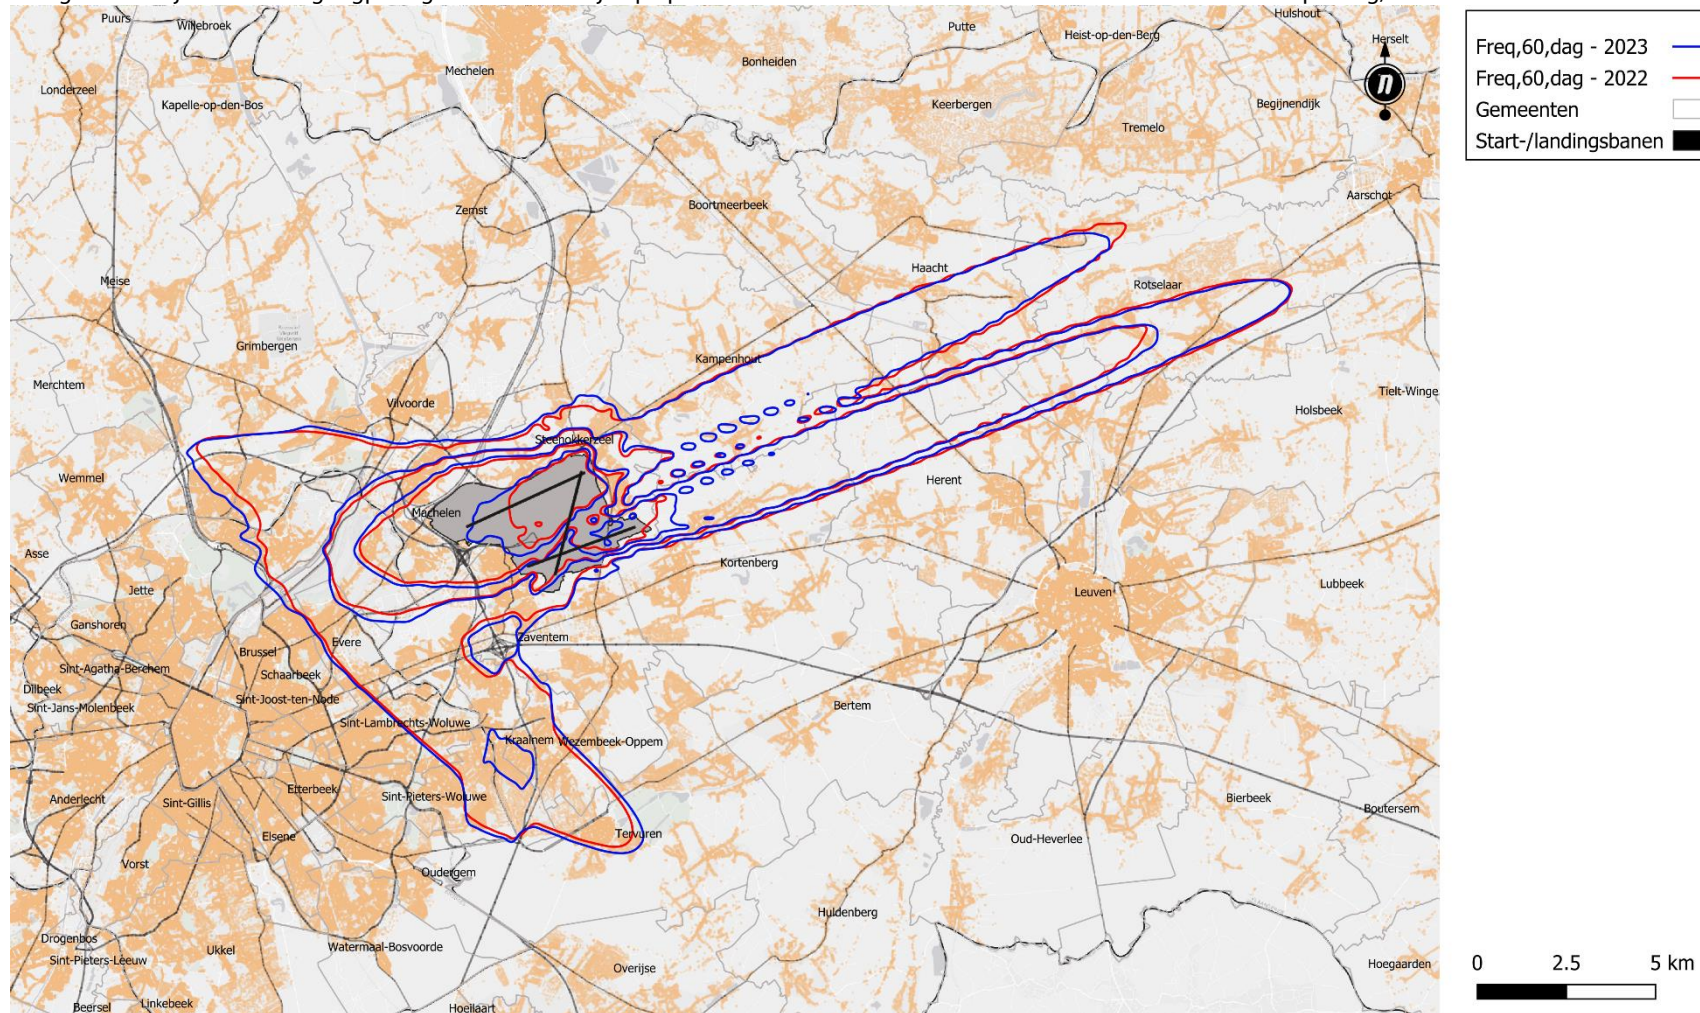 Hulshout
Puurs
Willebroek
Putte
Heist-op-den-Berg
Herselt
Bonheiden
Mechelen
Londerzeel
Kapelle-op-den-Bos
Keerbergen
Begijnendijk
Tremelo
Aarschot
Boortmeerbeek
Zemst
Haacht
Meise
Rotselaar
Grimbergen
Kampenhout
Merchtem
Tielt-Winge
Vilvoorde
Holsbeek
Steenokkerzeel
Wemmel
Herent
Machelen
Asse
Kortenberg
Lubbeek
Jette
Leuven
Ganshoren
Zaventem
Evere
Brussel
Sint-Agatha-Berchem
Schaarbeek
Dilbeek
Sint-Joost-ten-Node
Sint-Jans-Molenbeek
Bertem
Sint-Lambrechts-Woluwe
Kraainem
Wezembeek-Oppem
Etterbeek
Sint-Pieters-Woluwe
Anderlecht
Sint-Gillis
Bierbeek
Boutersem
Elsene
Tervuren
Oud-Heverlee
Vorst
Oudergem
Huldenberg
Drogenbos
Ukkel
Watermaal-Bosvoorde
Sint-Pieters-Leeuw
Overijse
Hoegaarden
Beersel
Linkebeek
Hoeilaart
n
Freq,60,dag - 2023
Freq,60,dag - 2022
Gemeenten
Start-/landingsbanen
0 2.5 5 km